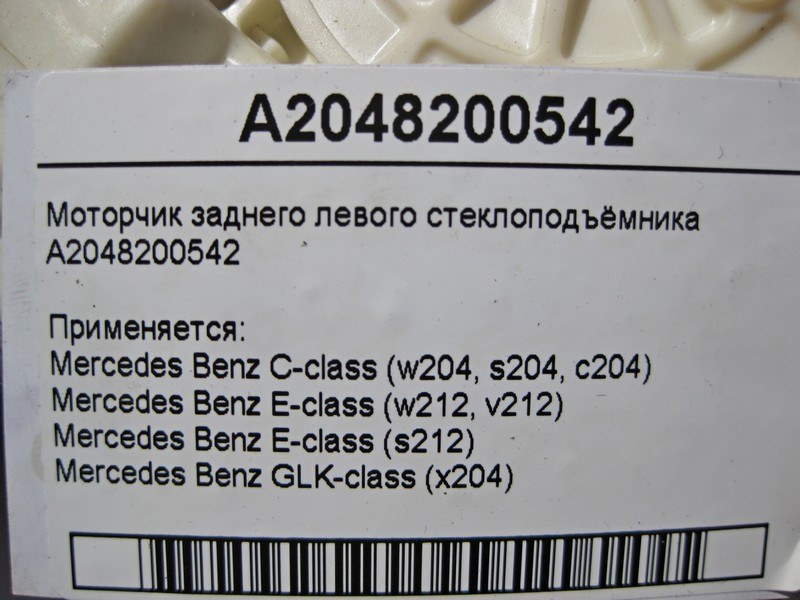 A2048200542
Моторчик заднего левого стеклоподъёмника
A2048200542
Применяется:
Mercedes Benz C-class (w204, s204, c204)
Mercedes Benz E-class (w212, v212)
Mercedes Benz E-class (s212)
Mercedes Benz GLK-class (x204)